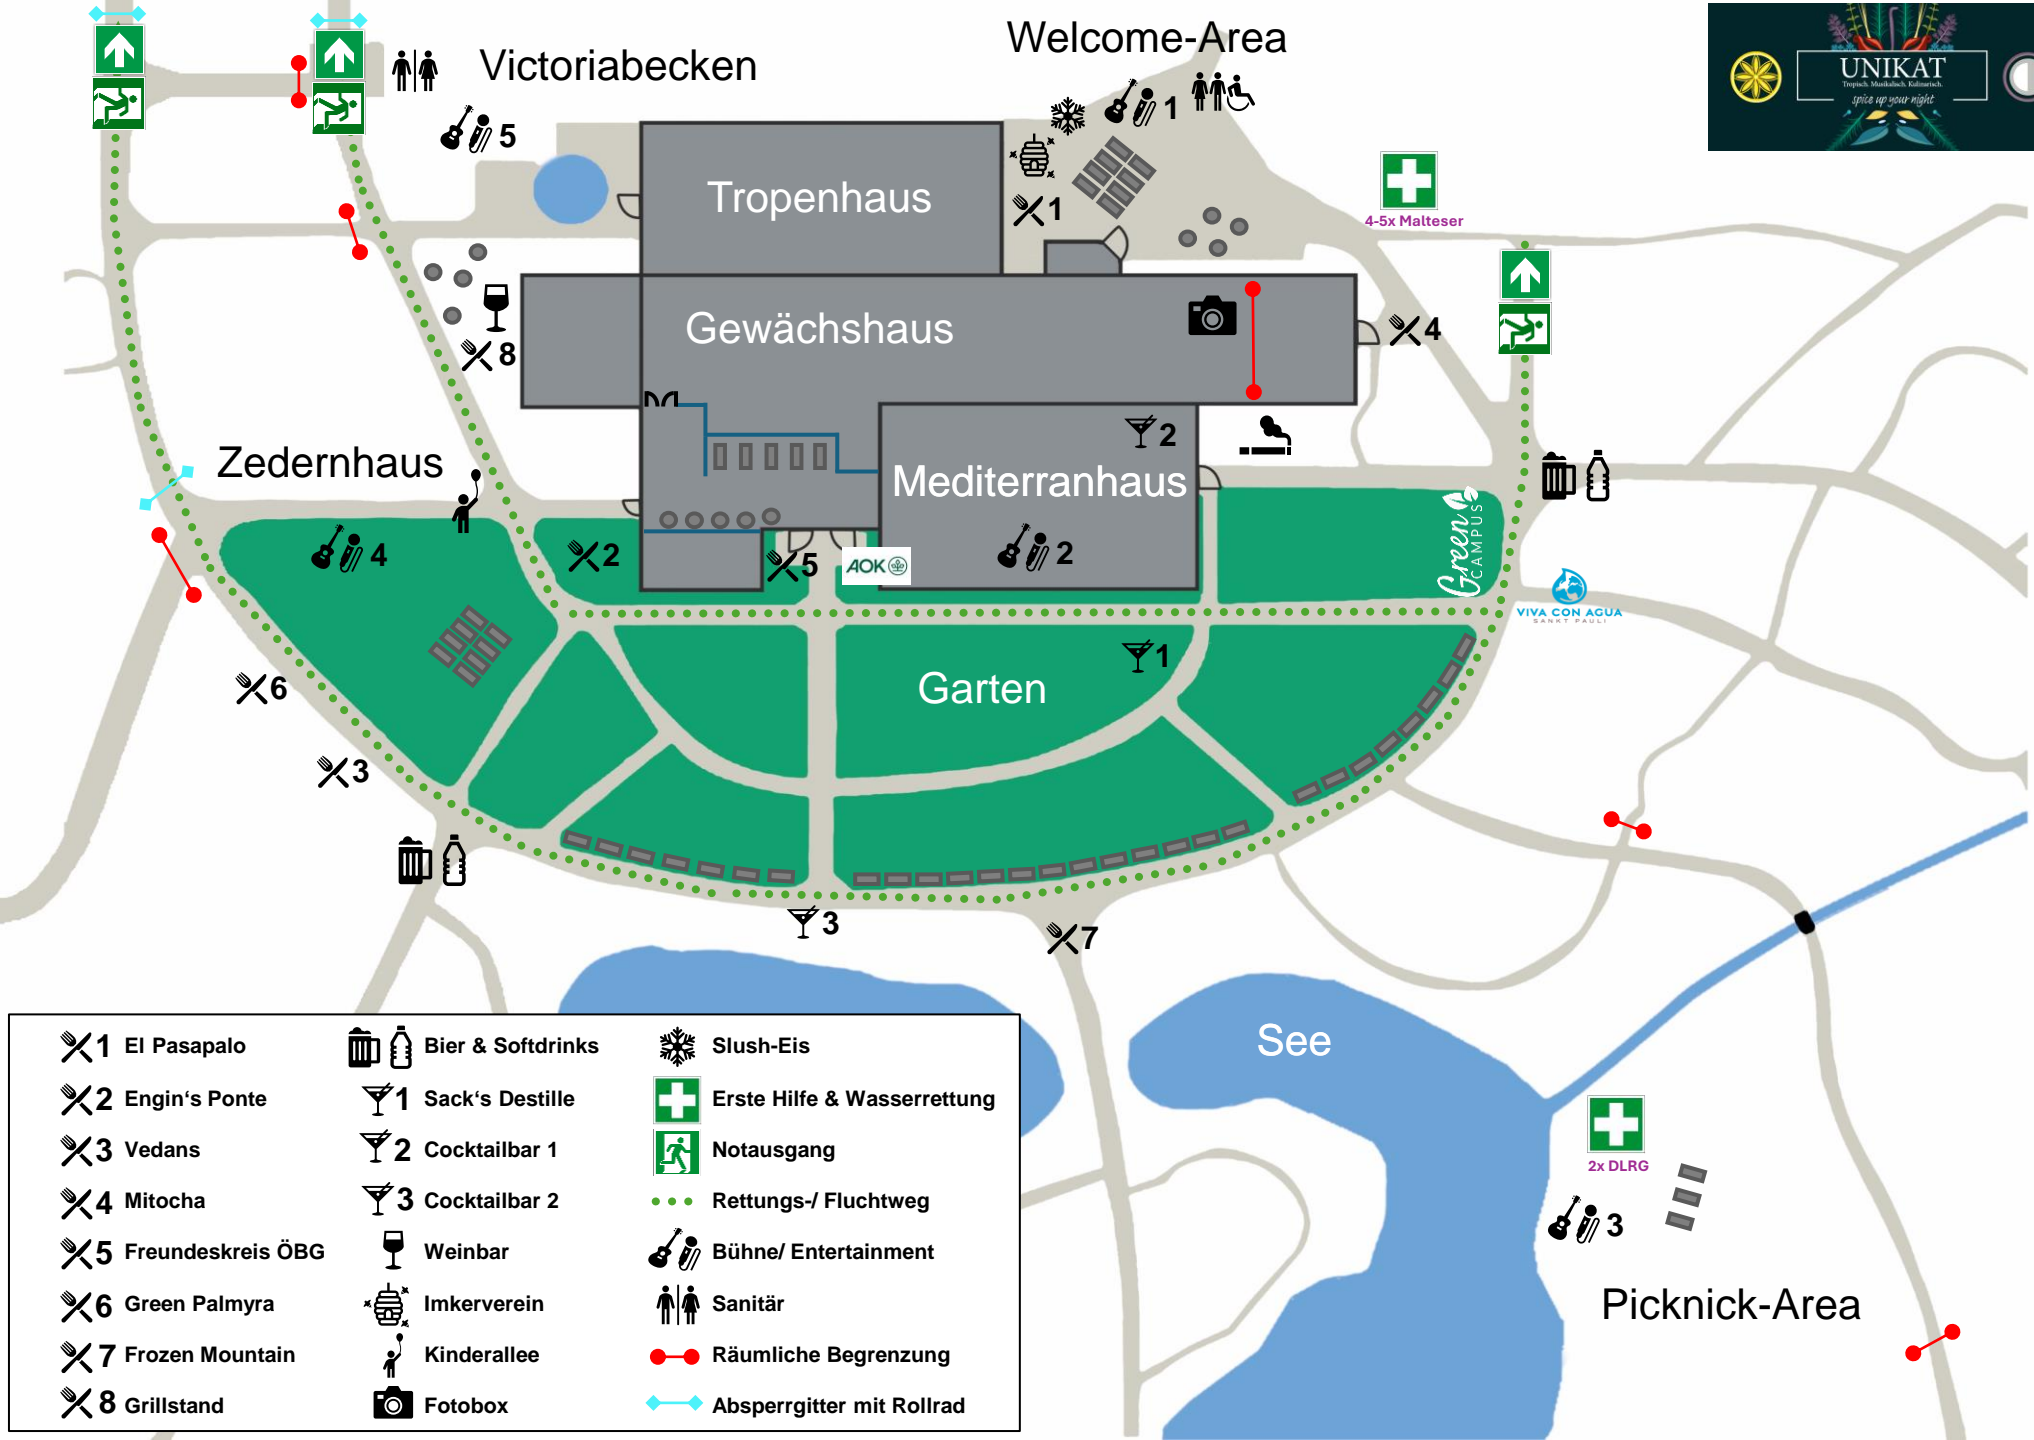 Welcome-Area
Victoriabecken
UNIKAT
Tropisch. Musikalisch. Kulinarisch.
spice up your night
1
5
Tropenhaus
1
4-5x Malteser
Gewächshaus
4
8
2
Zedernhaus
Mediterranhaus
4
2
5
AOK
2
Green
CAMPUS
VIVA CON AGUA
SANKT PAULI
1
Garten
6
3
3
7
See
2x DLRG
3
Picknick-Area
1 El Pasapalo
2 Engin‘s Ponte
3 Vedans
4 Mitocha
5 Freundeskreis ÖBG
6 Green Palmyra
7 Frozen Mountain
8 Grillstand
Bier & Softdrinks
1 Sack‘s Destille
2 Cocktailbar 1
3 Cocktailbar 2
Weinbar
Imkerverein
Kinderallee
Fotobox
Slush-Eis
Erste Hilfe & Wasserrettung
Notausgang
Rettungs-/ Fluchtweg
Bühne/ Entertainment
Sanitär
Räumliche Begrenzung
Absperrgitter mit Rollrad